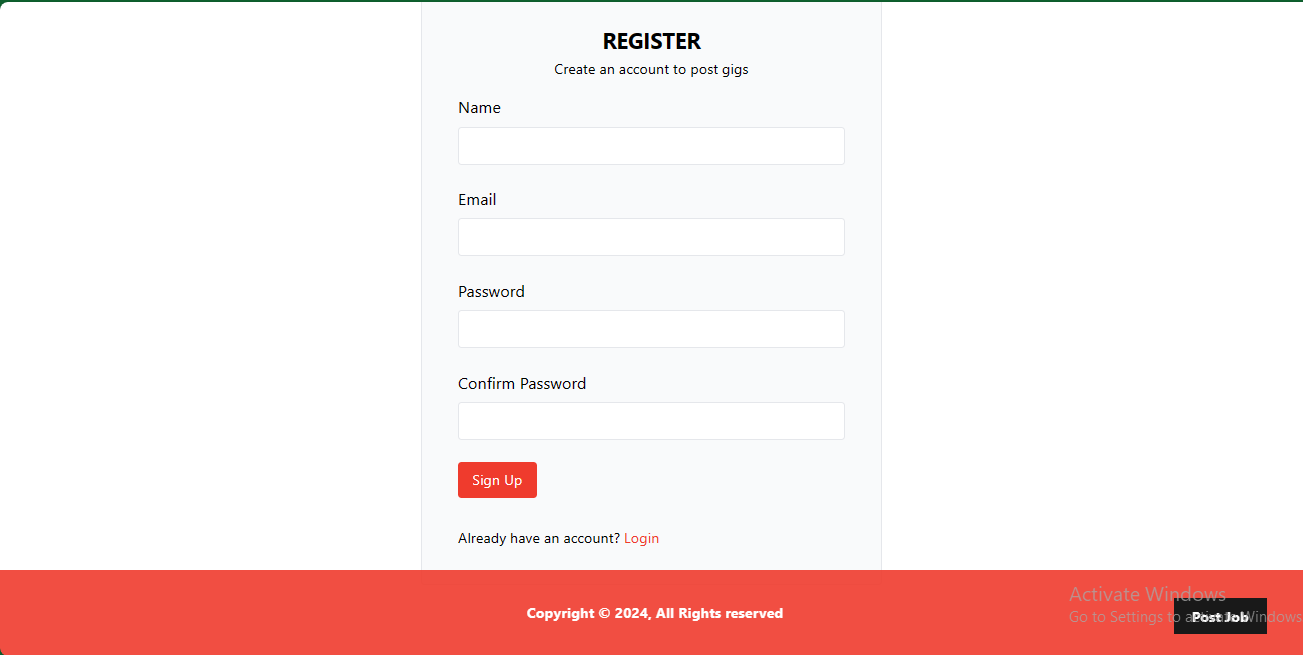 REGISTER
Create an account to post gigs
Name
Email
Password
Confirm Password
Sign Up
Already have an account? Login
Copyright © 2024, All Rights reserved
Activate Windows
Go to Settings to activate Windows
Post Job